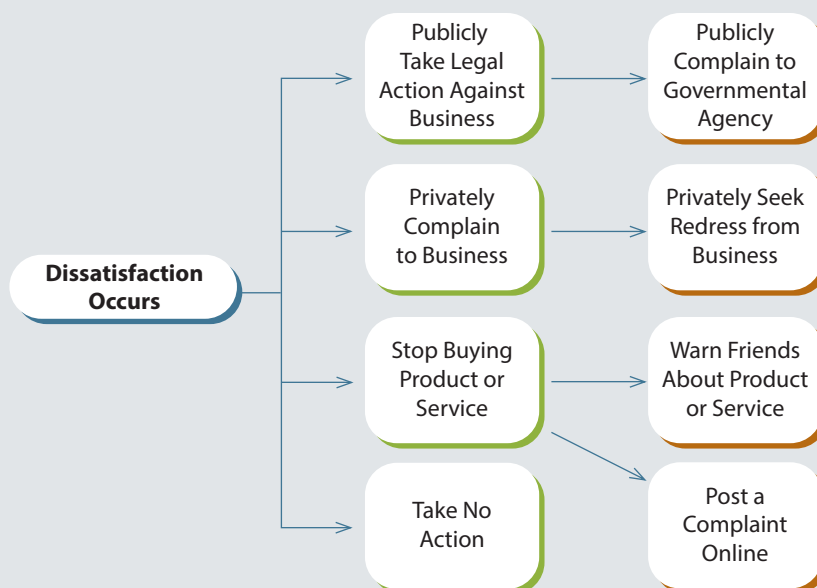 Publicly
Take Legal
Action Against
Business
Publicly
Complain to
Governmental
Agency
Privately
Complain
to Business
Privately Seek
Redress from
Business
Dissatisfaction
Occurs
Stop Buying
Product or
Service
Warn Friends
About Product
or Service
Take No
Action
Post a
Complaint
Online